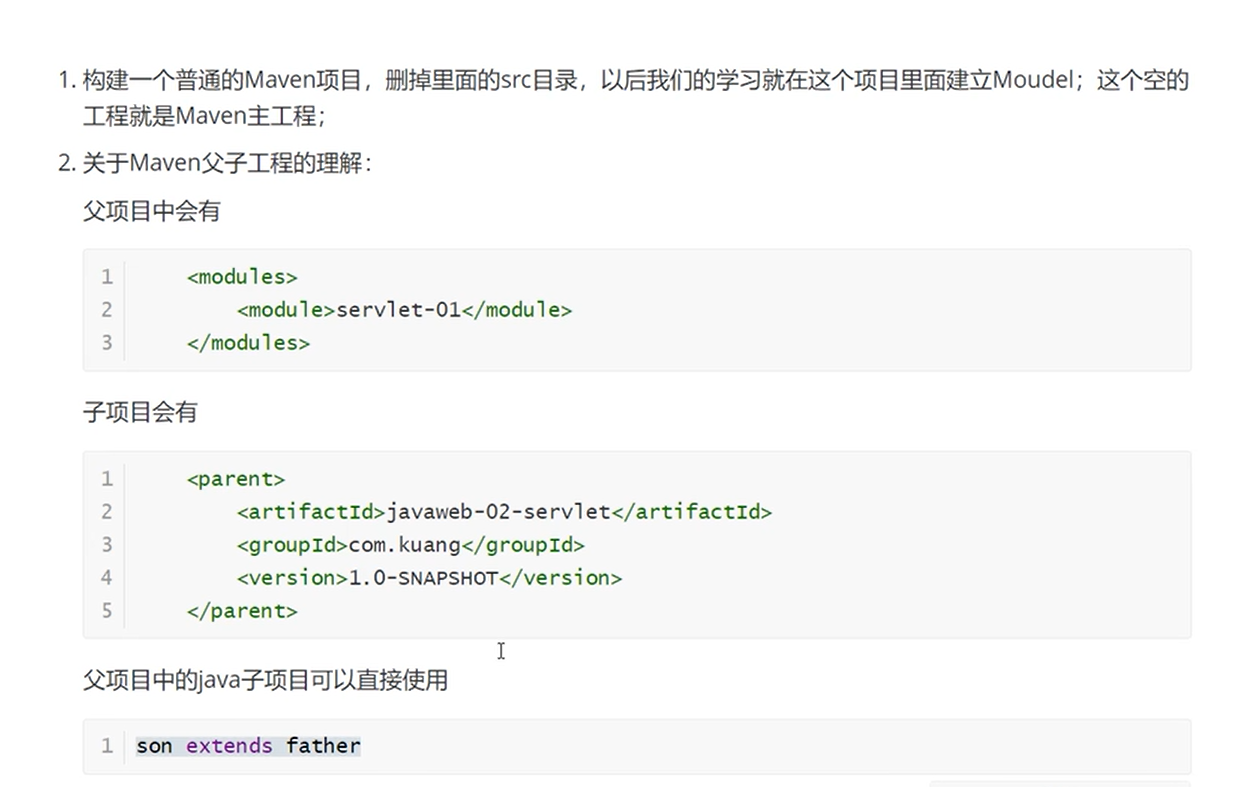 1. 构建一个普通的Maven项目，删掉里面的src目录，以后我们的学习就在这个项目里面建立Moudel；这个空的
工程就是Maven主工程；
2. 关于Maven父子工程的理解：
父项目中会有
1 <modules>
2 <module>servlet-01</module>
3 </modules>
子项目会有
1 <parent>
2 <artifactId>javaweb-02-servlet</artifactId>
3 <groupId>com.kuang</groupId>
4 <version>1.0-SNAPSHOT</version>
5 </parent>
父项目中的java子项目可以直接使用
1 son extends father